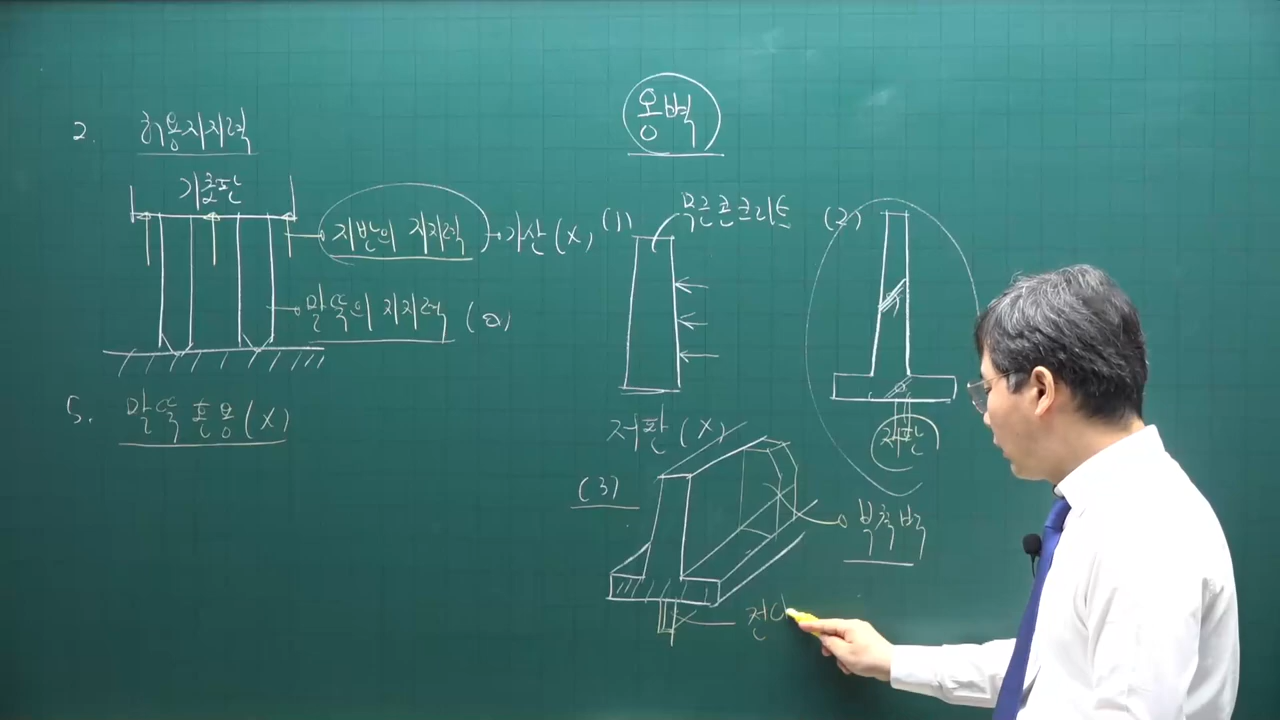 2. 허용지지력
기초판
지반의 지지력 가산(X)
말뚝의 지지력 (O)
5. 말뚝혼용(X)
옹벽
(1) 무근콘크리트
저판(X)
(2)
저판
(3)
부축벽
전